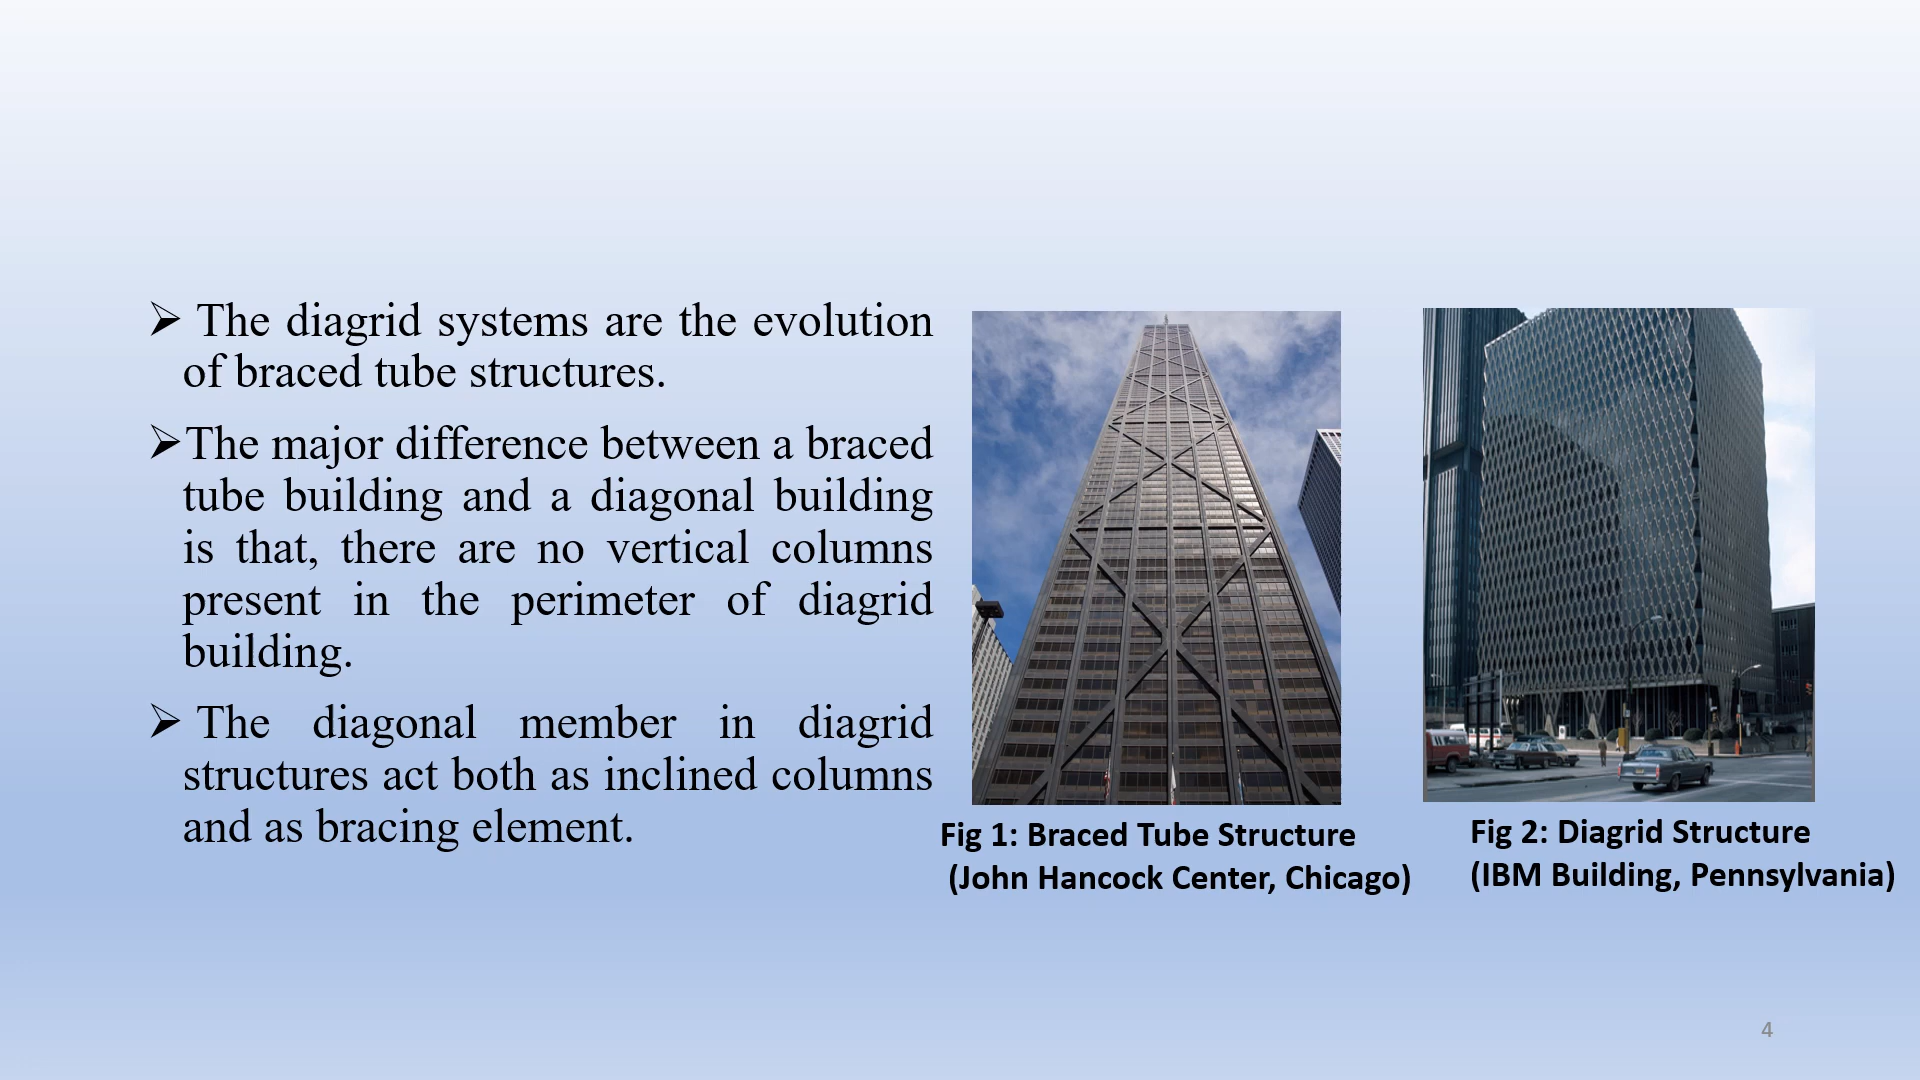 ➢ The diagrid systems are the evolution
of braced tube structures.
➢The major difference between a braced
tube building and a diagonal building
is that, there are no vertical columns
present in the perimeter of diagrid
building.
➢ The diagonal member in diagrid
structures act both as inclined columns
and as bracing element.
Fig 1: Braced Tube Structure
(John Hancock Center, Chicago)
Fig 2: Diagrid Structure
(IBM Building, Pennsylvania)
4